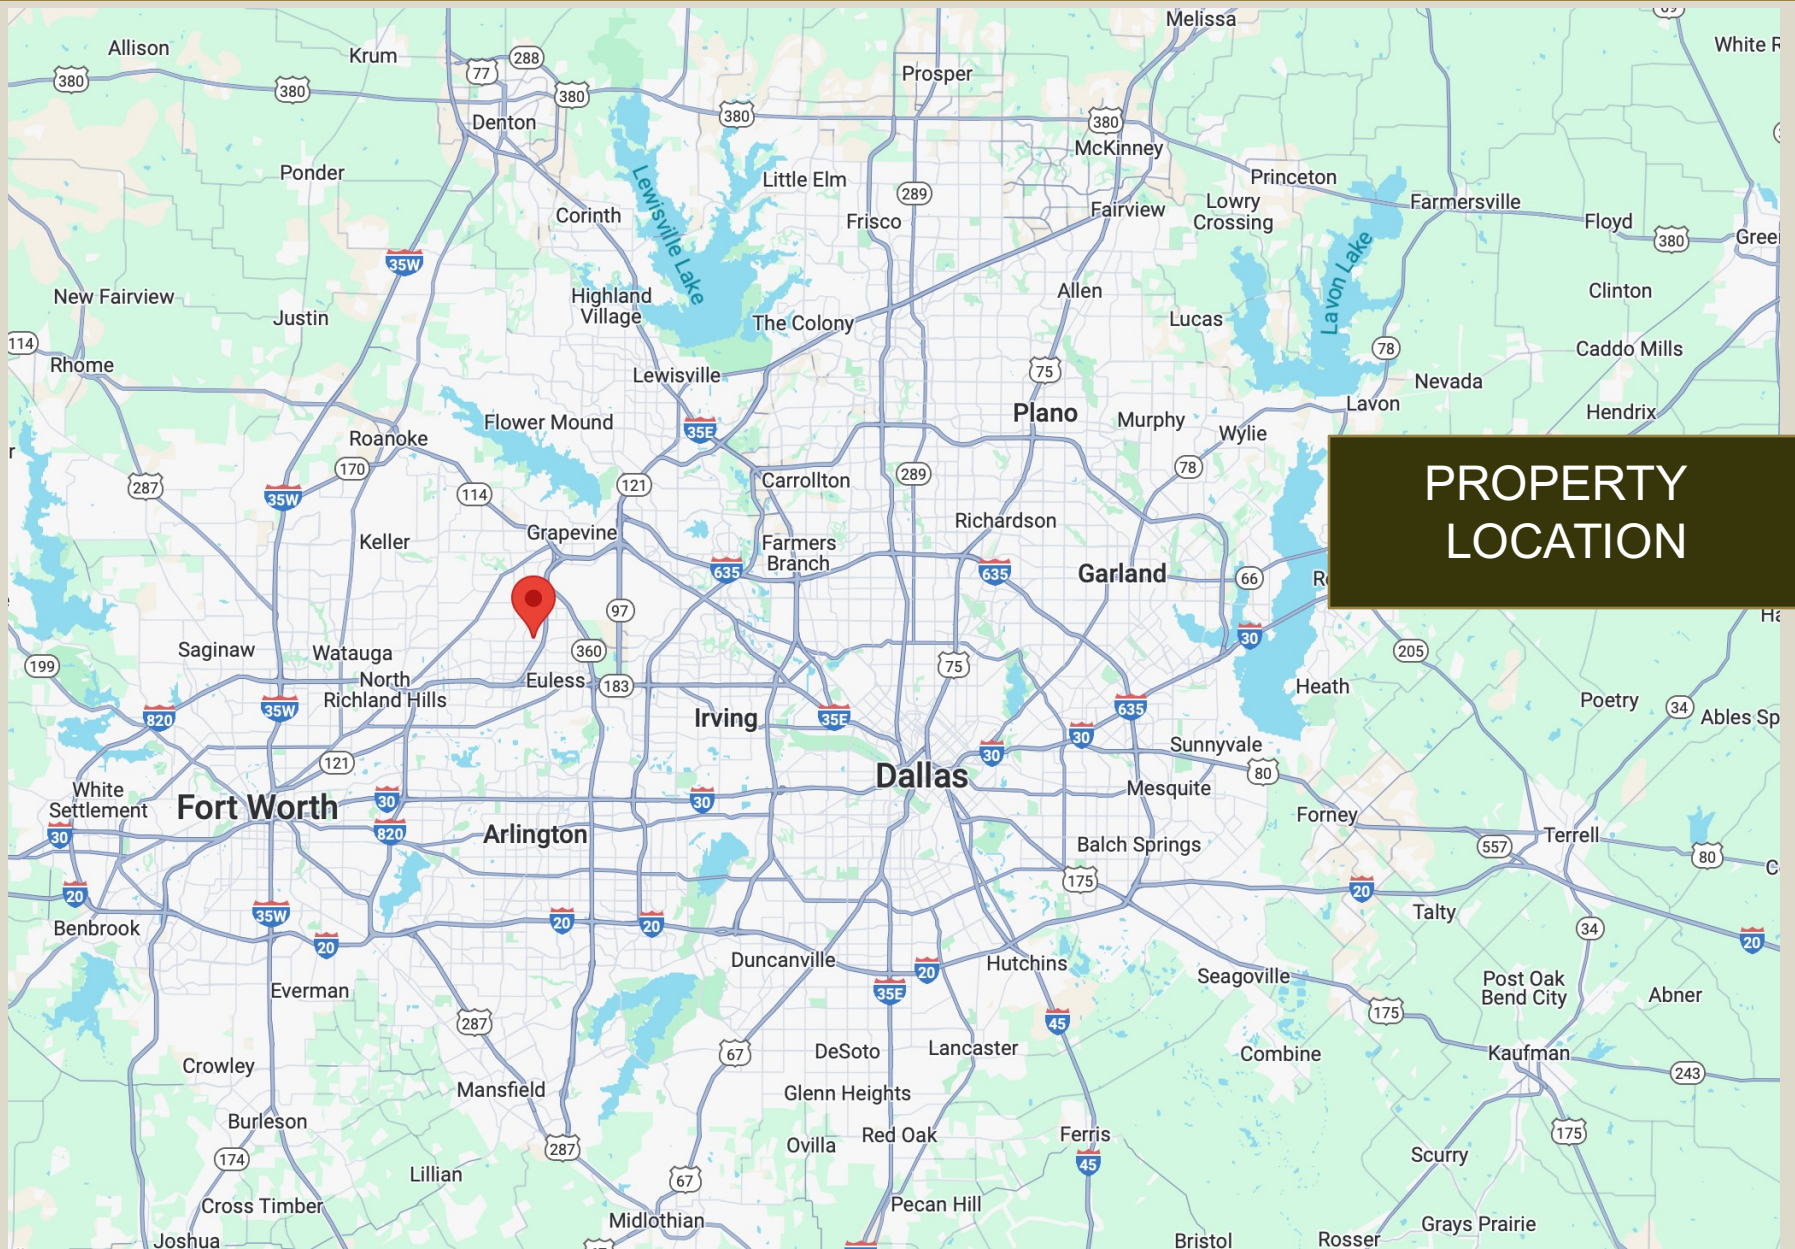 Melissa
69
Allison
Krum
White R
77
288
Prosper
380
380
380
380
380
Denton
McKinney
Ponder
Little Elm
Princeton
289
Lowry
Crossing
Farmersville
Corinth
Lewisville Lake
Frisco
Fairview
Floyd
380
Gree
35W
Lavon Lake
New Fairview
Highland
Village
Allen
Clinton
Justin
The Colony
Lucas
114
Rhome
78
Caddo Mills
Lewisville
75
Nevada
Flower Mound
Plano
Murphy
Lavon
Hendrix
Roanoke
35E
Wylie
r
170
78
287
35W
114
121
Carrollton
289
PROPERTY
LOCATION
Keller
Grapevine
Richardson
Farmers
Branch
635
635
Garland
66
R
97
Ha
Saginaw
Watauga
360
30
205
199
North
Richland Hills
Euless
183
75
Heath
Poetry
820
35W
Irving
35E
635
34
Ables Sp
30
30
Sunnyvale
121
Dallas
80
White
Settlement
Fort Worth
30
30
Mesquite
30
820
Arlington
Forney
Terrell
Balch Springs
557
80
C
20
175
20
35W
20
20
Talty
Benbrook
20
34
20
Duncanville
20
Hutchins
Seagoville
Post Oak
Bend City
Everman
35E
Abner
287
45
175
67
DeSoto
Lancaster
Combine
Kaufman
Crowley
243
Mansfield
Glenn Heights
Burleson
Ovilla
Red Oak
Ferris
175
174
287
45
Scurry
Lillian
67
Cross Timber
Pecan Hill
Midlothian
Grays Prairie
Joshua
Bristol
Rosser